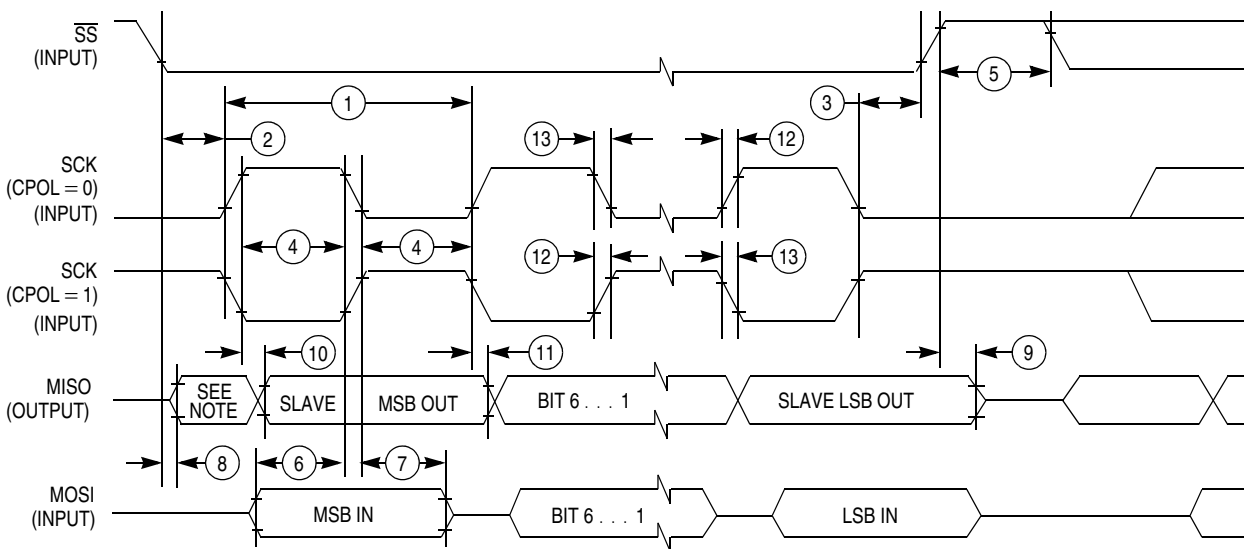 SS
(INPUT)
5
1
3
2
13
12
SCK
(CPOL = 0)
(INPUT)
4
4
12
13
SCK
(CPOL = 1)
(INPUT)
10
11
9
MISO
(OUTPUT)
SEE
NOTE
SLAVE
MSB OUT
BIT 6 . . . 1
SLAVE LSB OUT
8
6
7
MOSI
(INPUT)
MSB IN
BIT 6 . . . 1
LSB IN